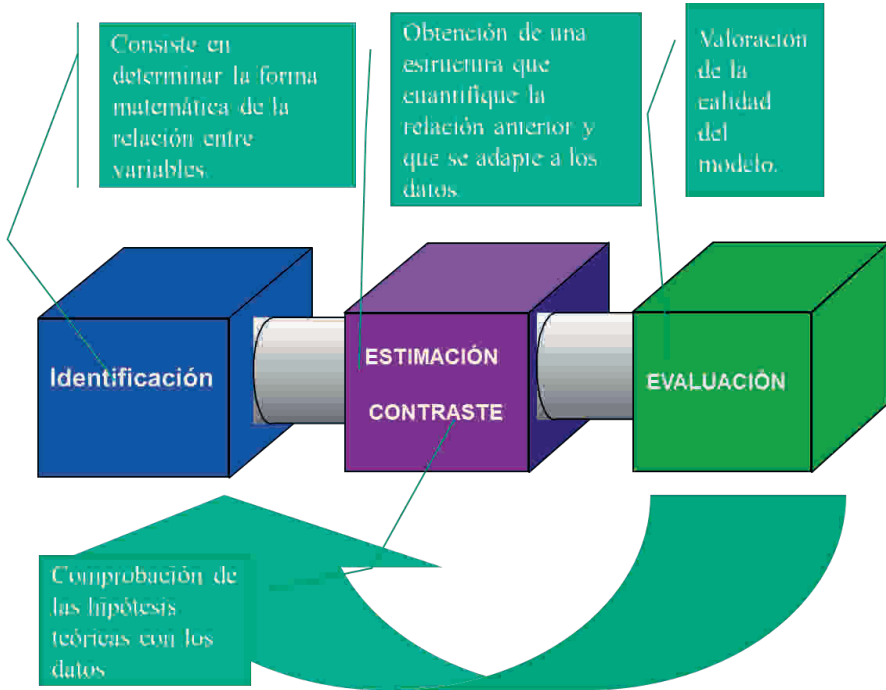 Consiste en
determinar la forma
matemática de la
relación entre
variables.
Obtención de una
estructura que
cuantifique la
relación anterior y
que se adapte a los
datos.
Valoración
de la
calidad
del
modelo.
Identificación
ESTIMACIÓN
CONTRASTE
EVALUACIÓN
Comprobación de
las hipótesis
teóricas con los
datos